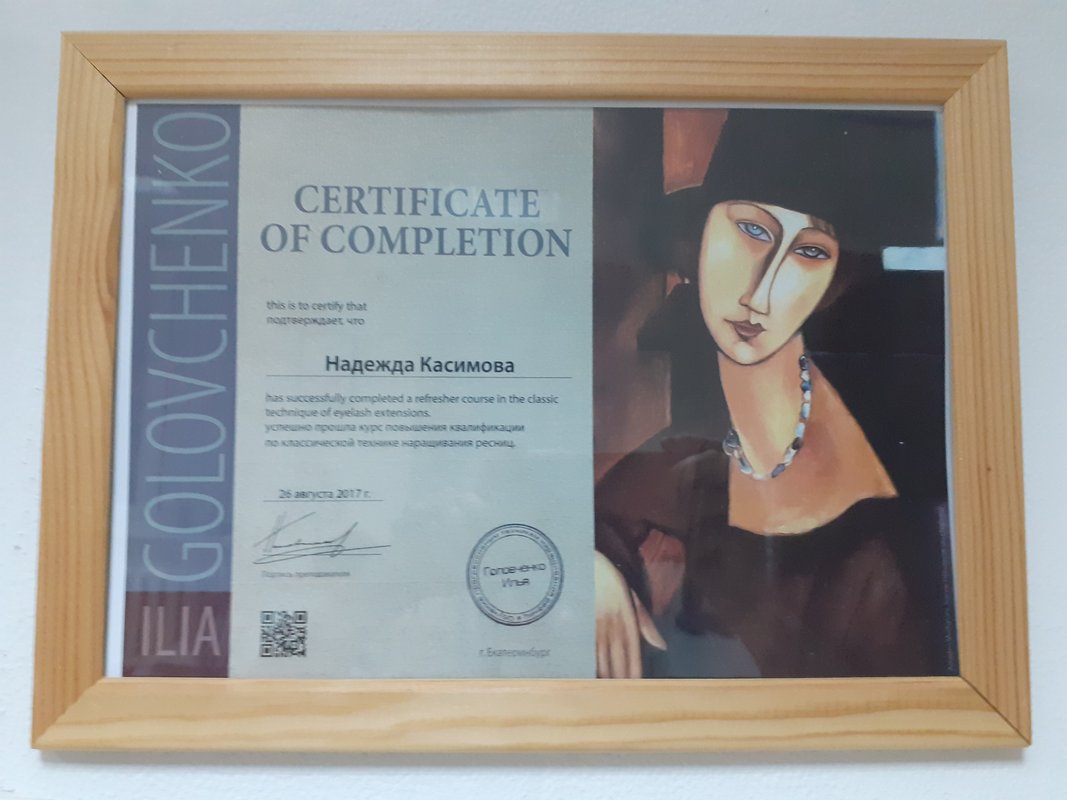 ILIA GOLOVCHENKO
CERTIFICATE
OF COMPLETION
this is to certify that
подтверждает, что
Надежда Касимова
has successfully completed a refresher course in the classic
technique of eyelash extensions.
успешно прошла курс повышения квалификации
по классической технике наращивания ресниц.
26 августа 2017 г.
Подпись преподавателя
Головченко
Илья
г. Екатеринбург